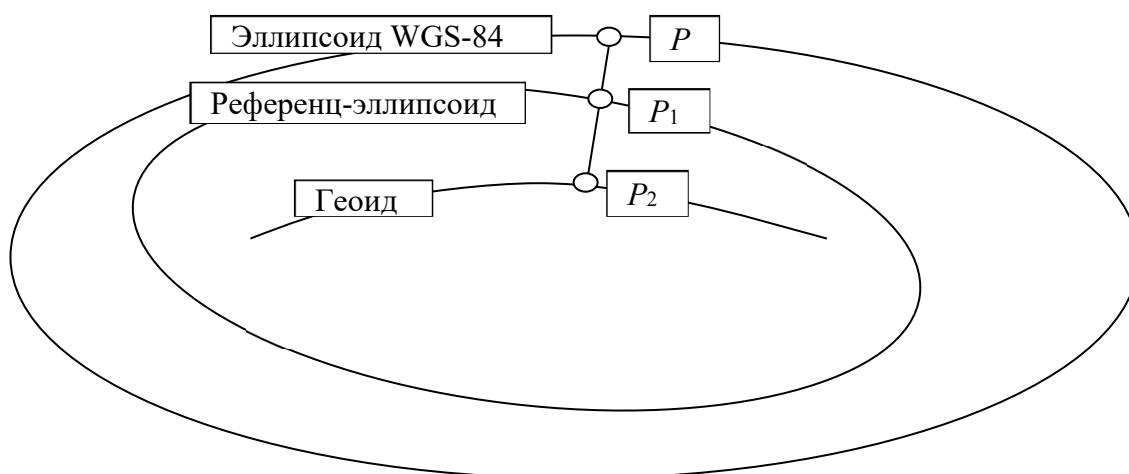 Эллипсоид WGS-84
P
Референц-эллипсоид
P1
Геоид
P2